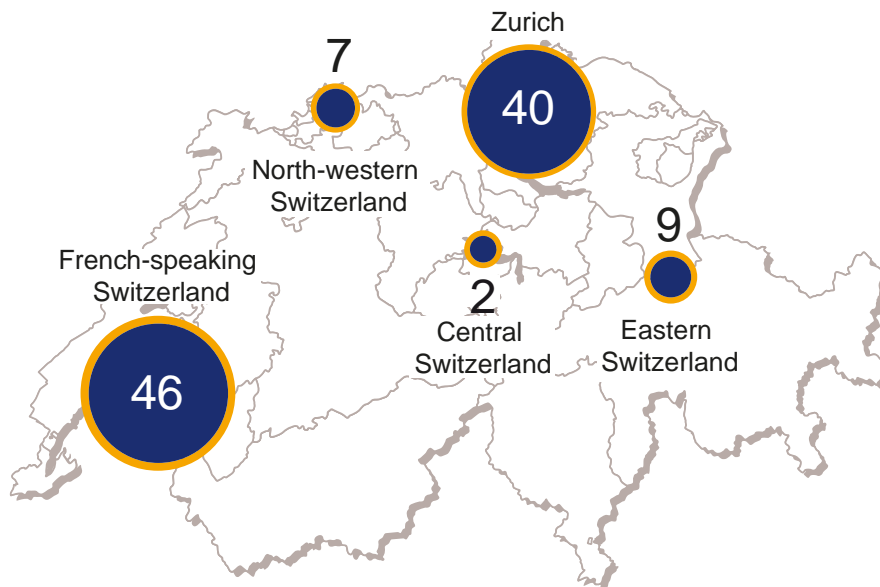 Zurich
40
7
North-western
Switzerland
9
Eastern
Switzerland
2
Central
Switzerland
French-speaking
Switzerland
46